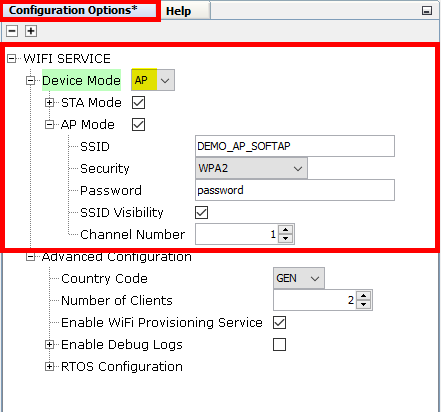 Configuration Options* Help
WIFI SERVICE
Device Mode AP
STA Mode
AP Mode
SSID DEMO_AP_SOFTAP
Security WPA2
Password password
SSID Visibility
Channel Number 1
Advanced Configuration
Country Code GEN
Number of Clients 2
Enable WiFi Provisioning Service
Enable Debug Logs
RTOS Configuration